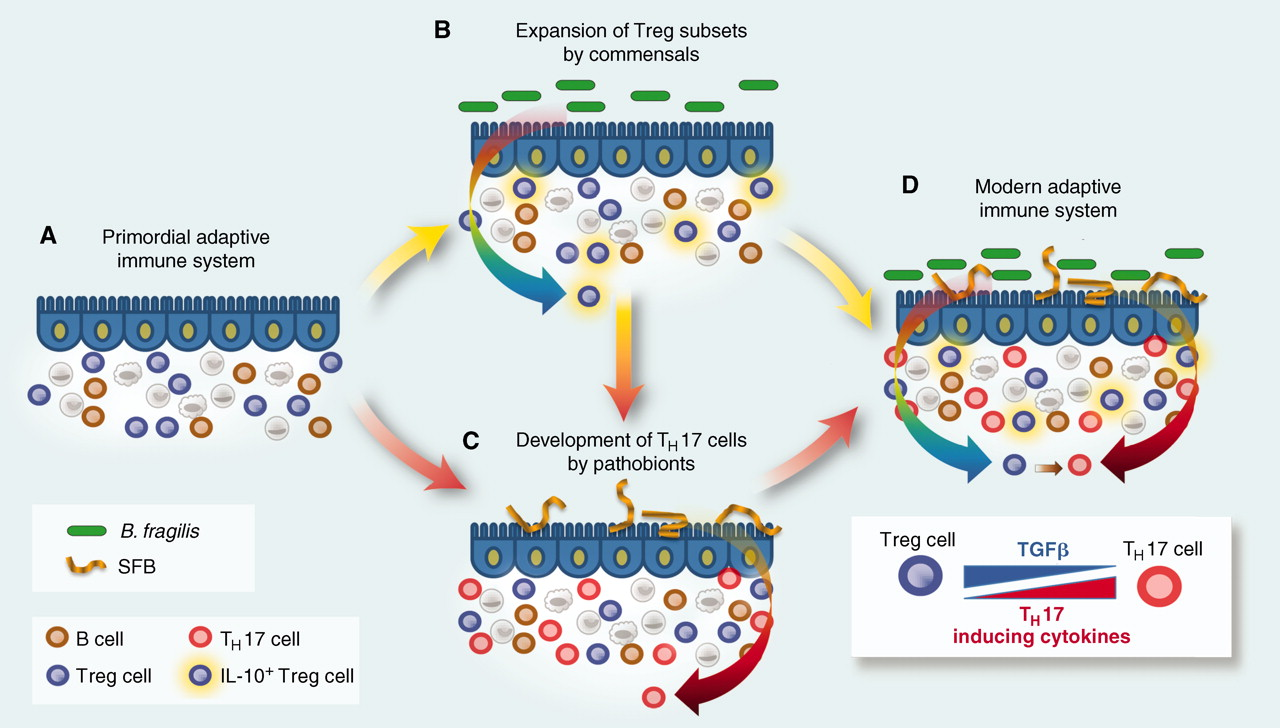 A
Primordial adaptive
immune system
B
Expansion of Treg subsets
by commensals
C
Development of TH17 cells
by pathobionts
D
Modern adaptive
immune system
B. fragilis
SFB
B cell
TH17 cell
Treg cell
IL-10+ Treg cell
Treg cell
TGFβ
TH17 cell
TH17
inducing cytokines